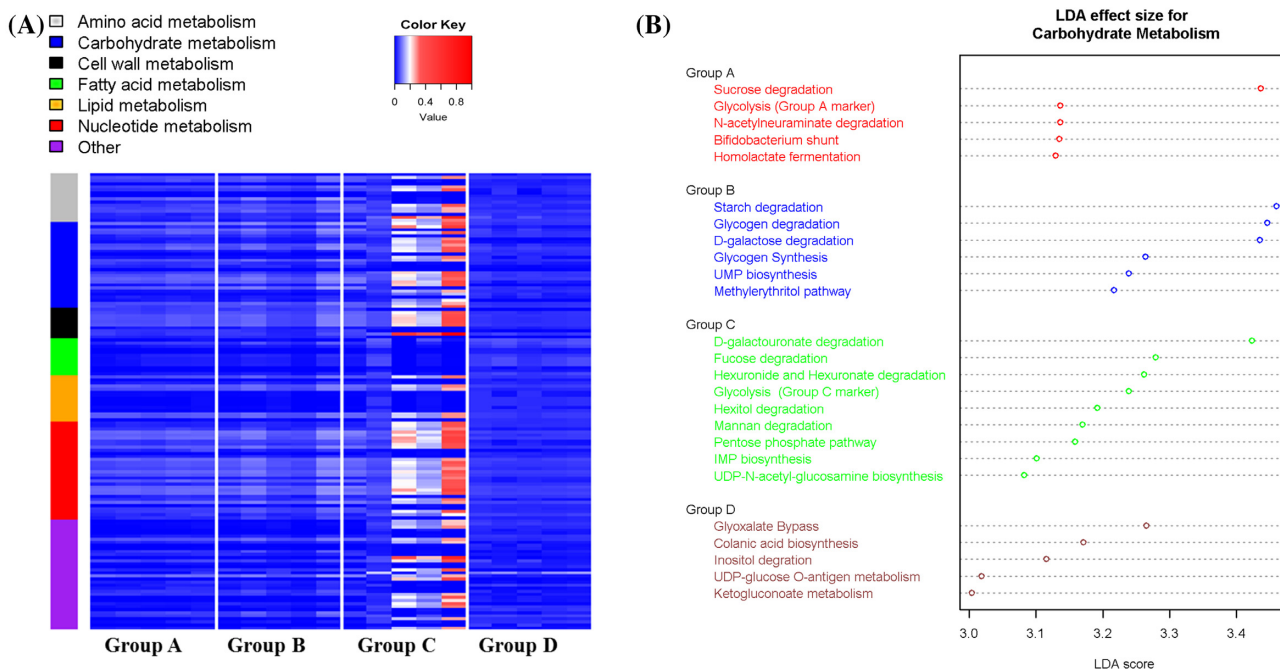 (A)
Amino acid metabolism
Carbohydrate metabolism
Cell wall metabolism
Fatty acid metabolism
Lipid metabolism
Nucleotide metabolism
Other
Color Key
0 0.4 0.8
Value
Group A Group B Group C Group D
(B)
LDA effect size for
Carbohydrate Metabolism
Group A
Sucrose degradation
Glycolysis (Group A marker)
N-acetylneuraminate degradation
Bifidobacterium shunt
Homolactate fermentation
Group B
Starch degradation
Glycogen degradation
D-galactose degradation
Glycogen Synthesis
UMP biosynthesis
Methylerythritol pathway
Group C
D-galactouronate degradation
Fucose degradation
Hexuronide and Hexuronate degradation
Glycolysis (Group C marker)
Hexitol degradation
Mannan degradation
Pentose phosphate pathway
IMP biosynthesis
UDP-N-acetyl-glucosamine biosynthesis
Group D
Glyoxalate Bypass
Colanic acid biosynthesis
Inositol degration
UDP-glucose O-antigen metabolism
Ketogluconoate metabolism
3.0 3.1 3.2 3.3 3.4
LDA score